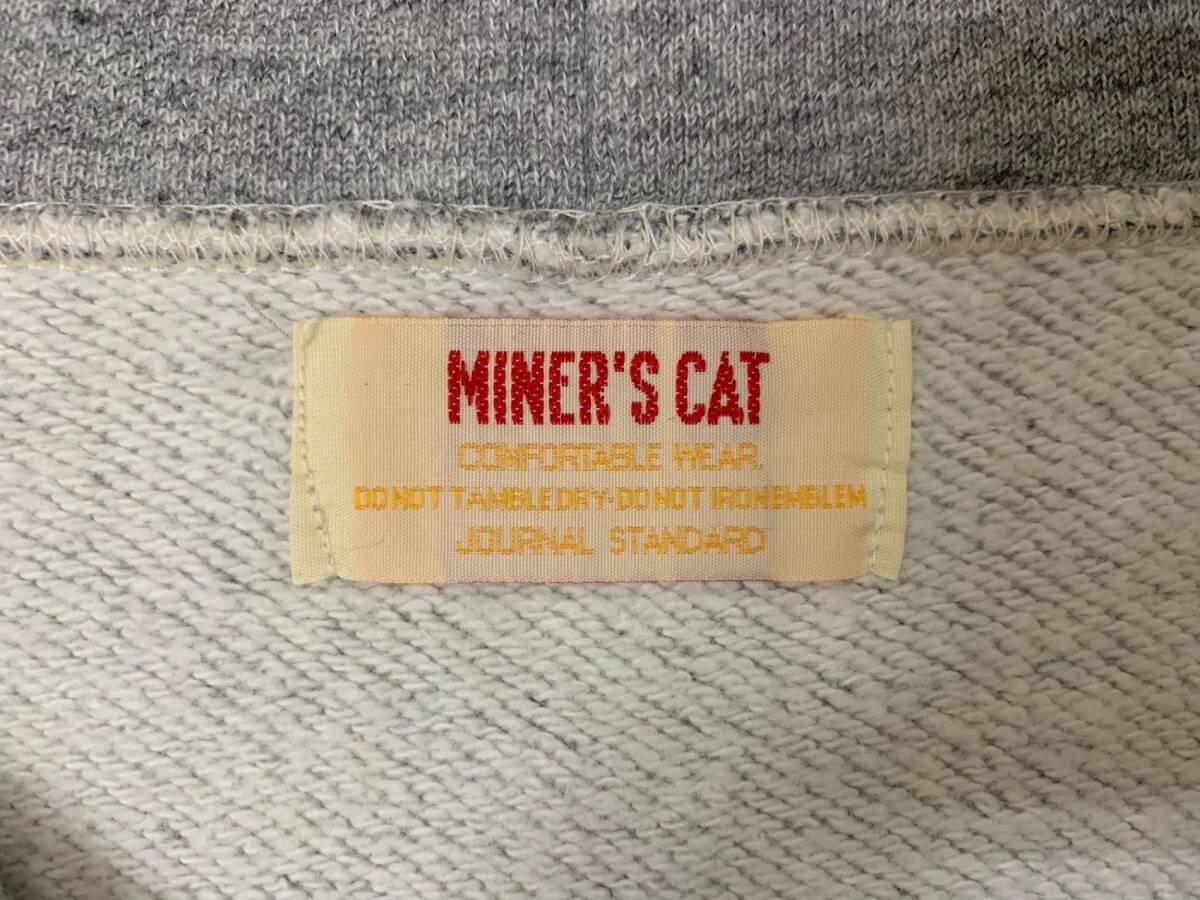 MINER'S CAT
COMFORTABLE WEAR.
DO NOT TAMBLE DRY-DO NOT IRON EMBLEM
JOURNAL STANDARD